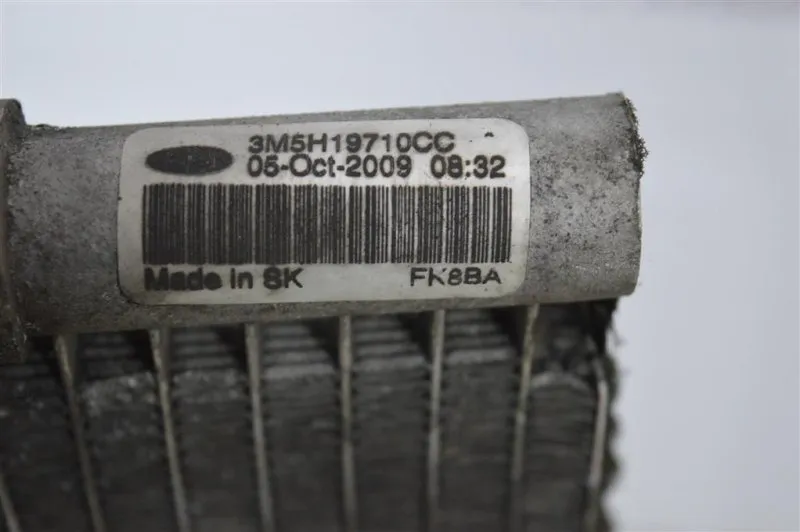 3M5H19710CC
05-Oct-2009 08:32
Made in SK FK8BA